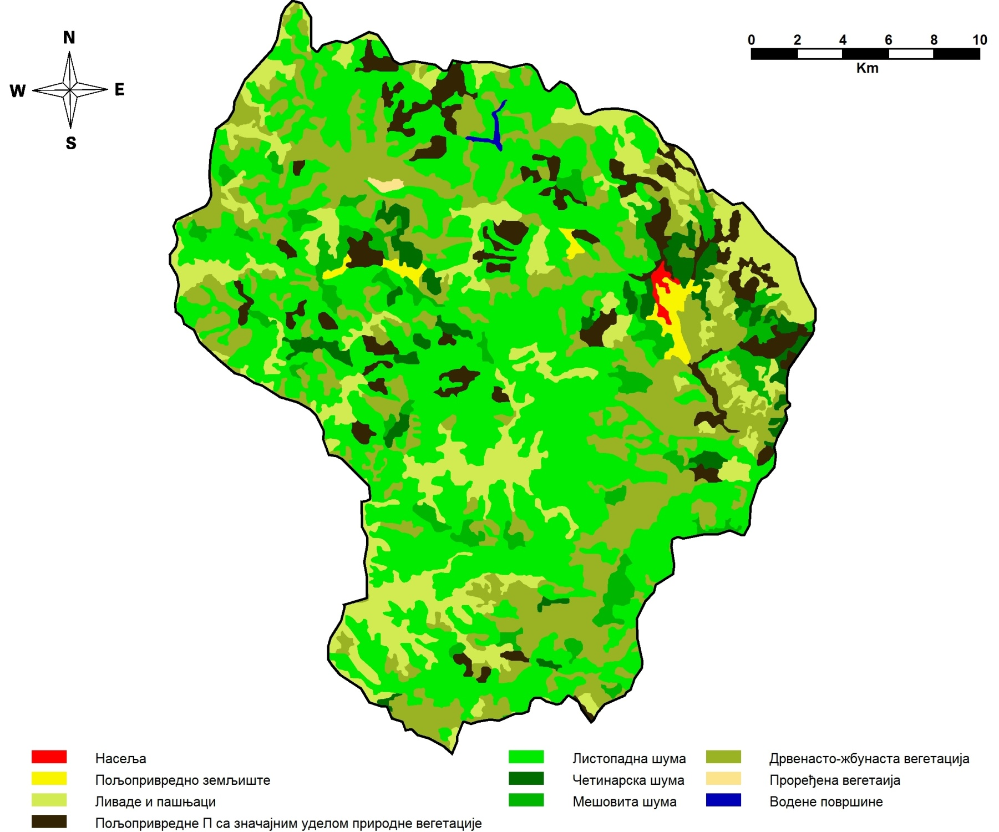 N
W
E
S
0 2 4 6 8 10
Km
Насеља
Пољопривредно земљиште
Ливаде и пашњаци
Пољопривредне П са значајним уделом природне вегетације
Листопадна шума
Четинарска шума
Мешовита шума
Дрвенасто-жбунаста вегетација
Проређена вегетаија
Водене површине